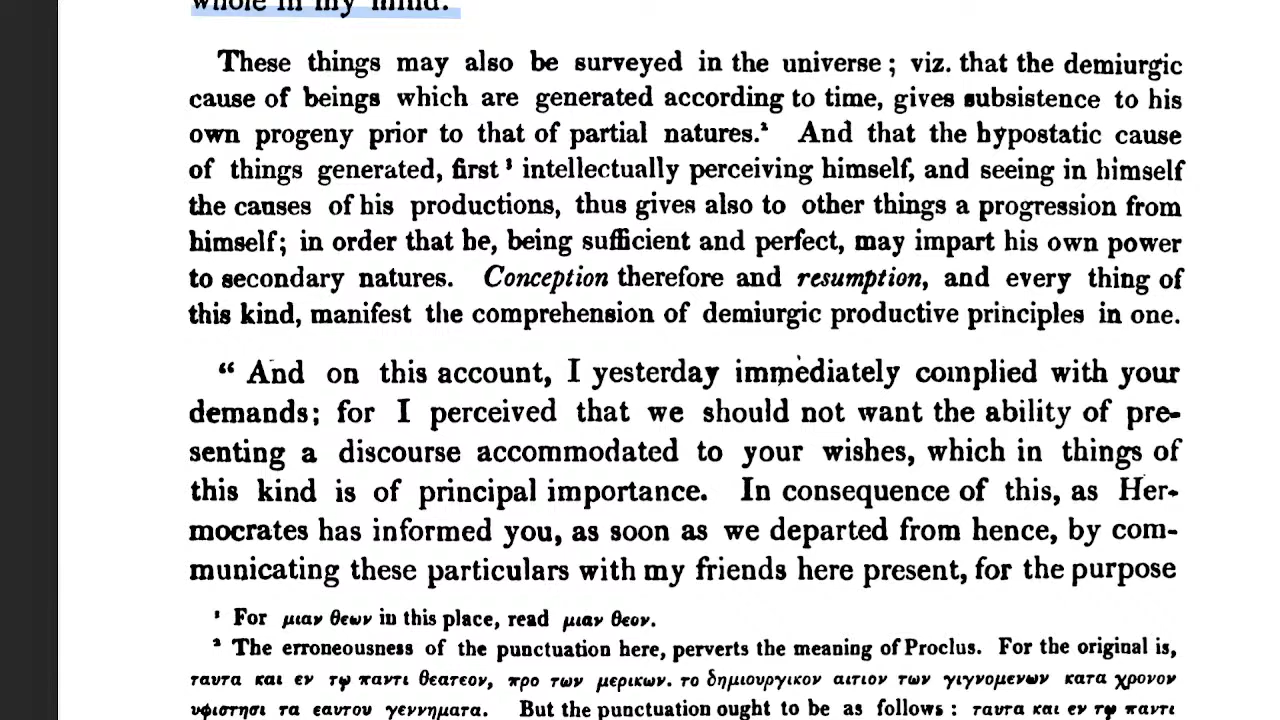 whole in my mind.
These things may also be surveyed in the universe; viz. that the demiurgic
cause of beings which are generated according to time, gives subsistence to his
own progeny prior to that of partial natures.² And that the hypostatic cause
of things generated, first ³ intellectually perceiving himself, and seeing in himself
the causes of his productions, thus gives also to other things a progression from
himself; in order that he, being sufficient and perfect, may impart his own power
to secondary natures. Conception therefore and resumption, and every thing of
this kind, manifest the comprehension of demiurgic productive principles in one.
“ And on this account, I yesterday immediately complied with your
demands; for I perceived that we should not want the ability of pre-
senting a discourse accommodated to your wishes, which in things of
this kind is of principal importance. In consequence of this, as Her-
mocrates has informed you, as soon as we departed from hence, by com-
municating these particulars with my friends here present, for the purpose
¹ For μιαν θεων in this place, read μιαν θεον.
² The erroneousness of the punctuation here, perverts the meaning of Proclus. For the original is,
ταυτα και εν τῳ παντι θεατεον, προ των μερικων. το δημιουργικον αιτιον των γιγνομενων κατα χρονον
υφιστησι τα εαυτου γεννηματα. But the punctuation ought to be as follows : ταυτα και εν τῳ παντι